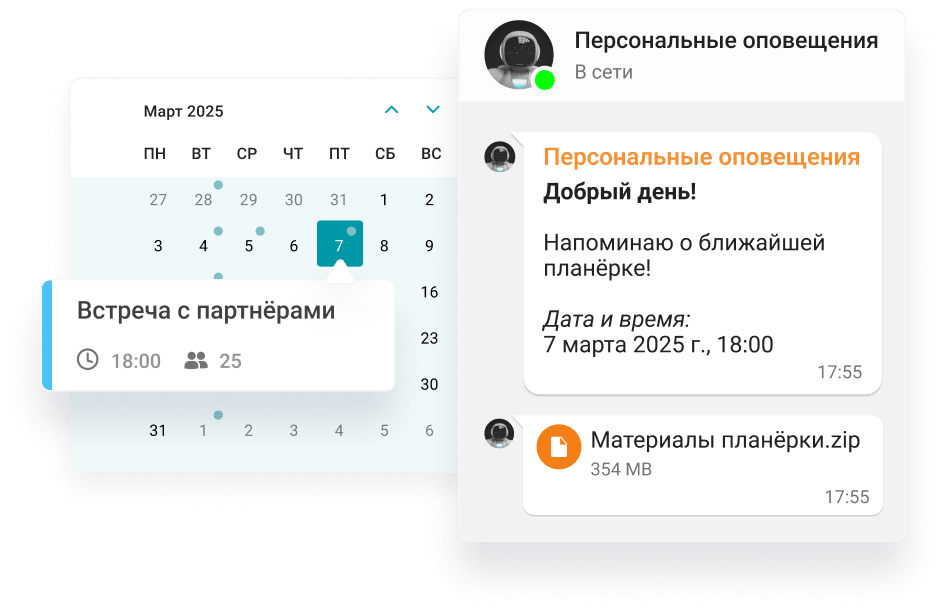 Март 2025
ПН ВТ СР ЧТ ПТ СБ ВС
27 28 29 30 31 1 2
3 4 5 6 7 8 9
16
23
30
31 1 2 3 4 5 6
Встреча с партнёрами
18:00 25
Персональные оповещения
В сети
Персональные оповещения
Добрый день!
Напоминаю о ближайшей
планёрке!
Дата и время:
7 марта 2025 г., 18:00
17:55
Материалы планёрки.zip
354 MB
17:55